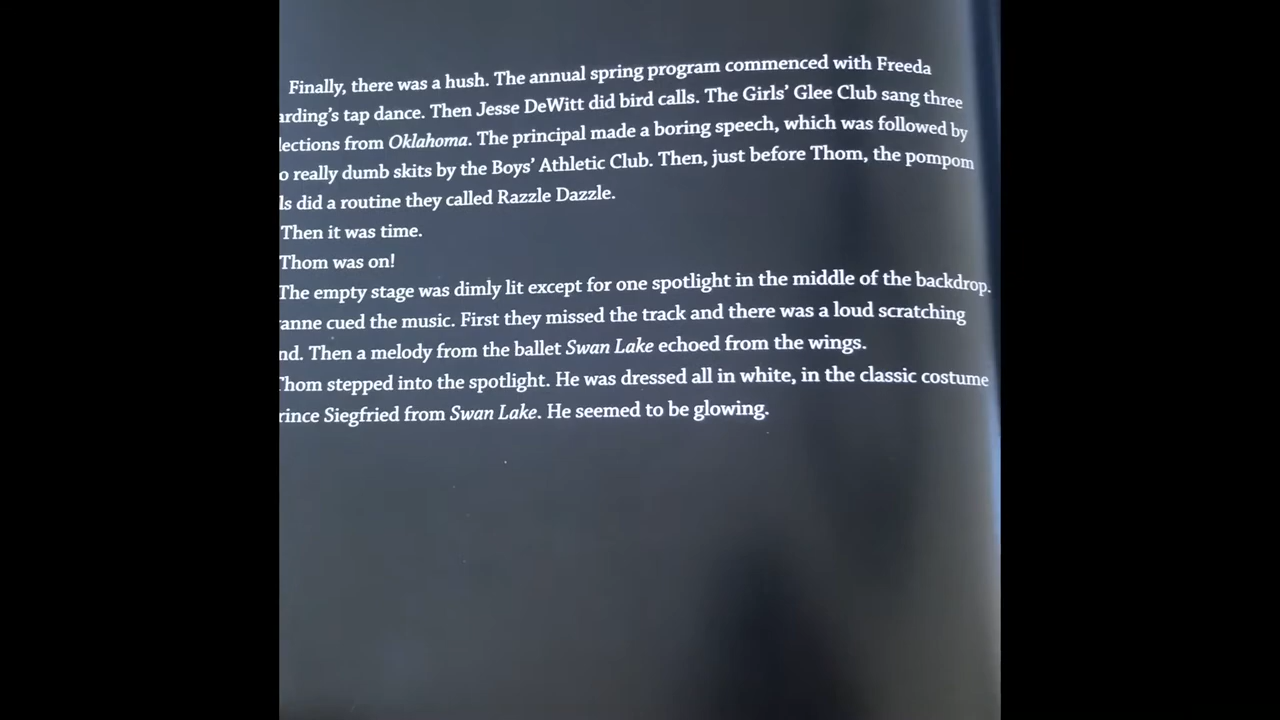 Finally, there was a hush. The annual spring program commenced with Freeda
arding's tap dance. Then Jesse DeWitt did bird calls. The Girls' Glee Club sang three
lections from Oklahoma. The principal made a boring speech, which was followed by
o really dumb skits by the Boys' Athletic Club. Then, just before Thom, the pompom
ls did a routine they called Razzle Dazzle.
Then it was time.
Thom was on!
The empty stage was dimly lit except for one spotlight in the middle of the backdrop.
anne cued the music. First they missed the track and there was a loud scratching
nd. Then a melody from the ballet Swan Lake echoed from the wings.
Thom stepped into the spotlight. He was dressed all in white, in the classic costume
rince Siegfried from Swan Lake. He seemed to be glowing.